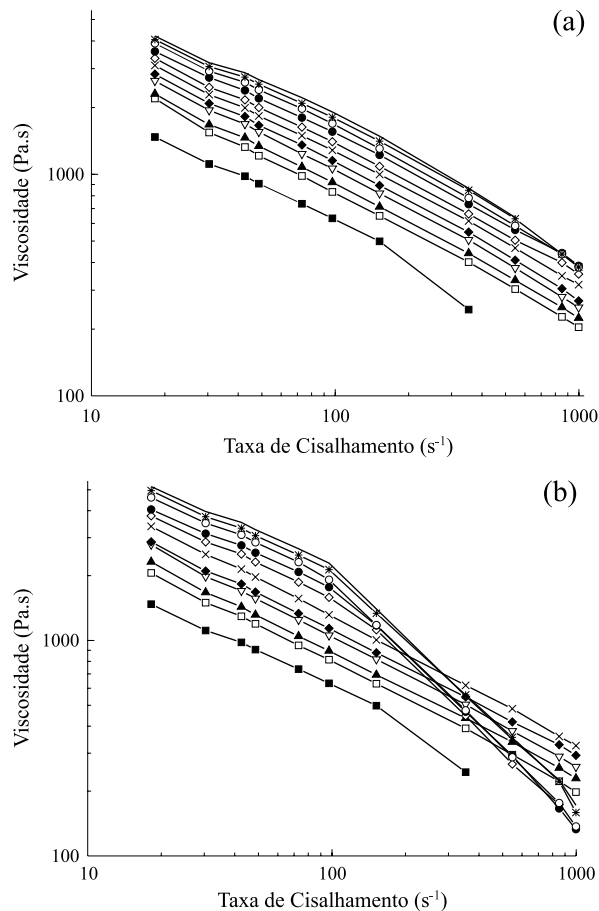 (a)
Viscosidade (Pa.s)
1000
100
10
100
1000
Taxa de Cisalhamento (s⁻¹)
(b)
Viscosidade (Pa.s)
1000
100
10
100
1000
Taxa de Cisalhamento (s⁻¹)